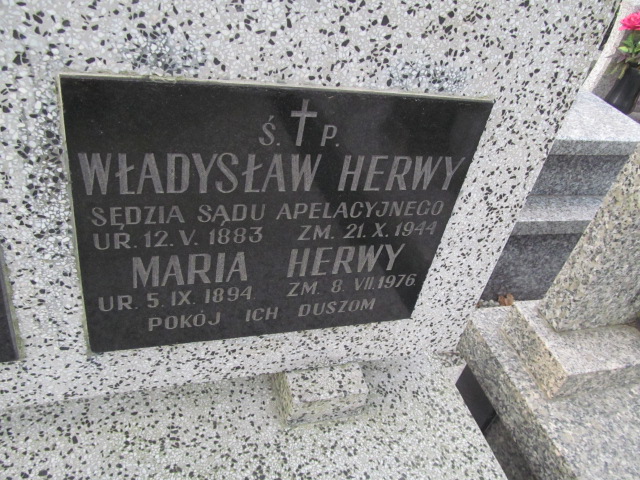 Ś. P.
WŁADYSŁAW HERWY
SĘDZIA SĄDU APELACYJNEGO
UR. 12. V. 1883 ZM. 21. X. 1944
MARIA HERWY
UR. 5. IX. 1894 ZM. 8. VII. 1976.
POKÓJ ICH DUSZOM